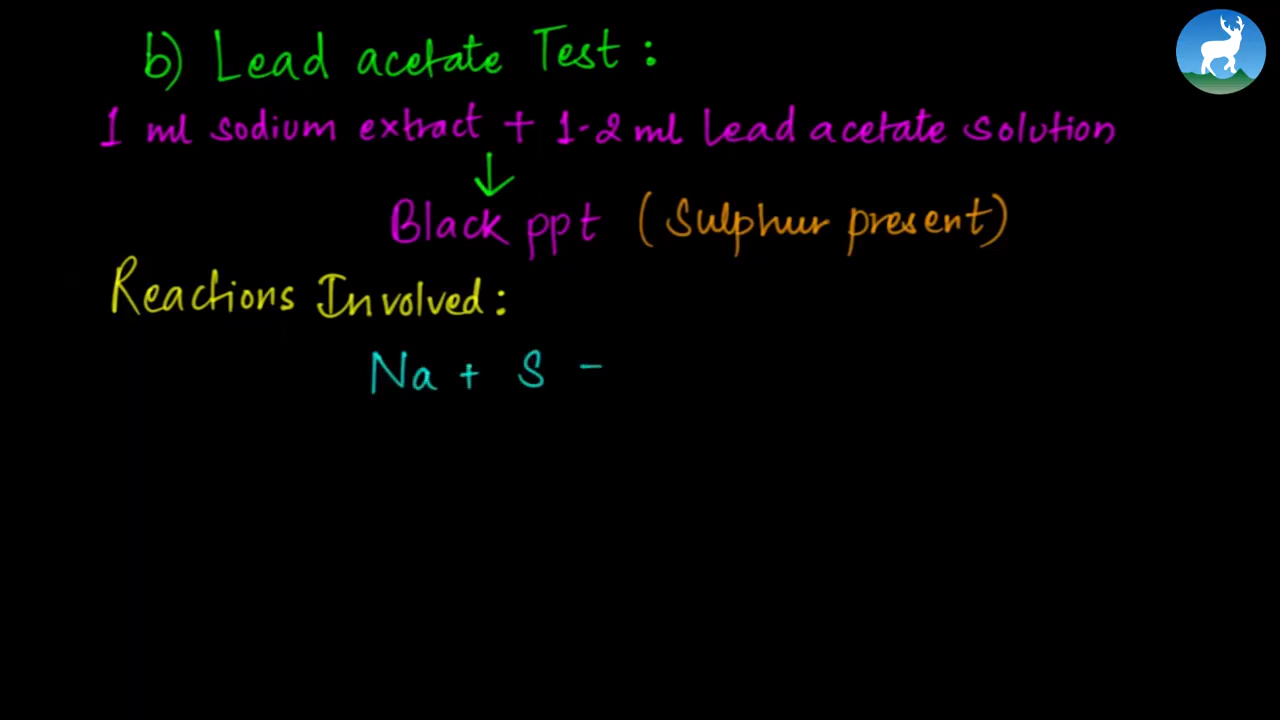 b) Lead acetate Test :
1 ml sodium extract + 1-2 ml Lead acetate solution
↓
Black ppt (Sulphur present)
Reactions Involved :
Na + S -